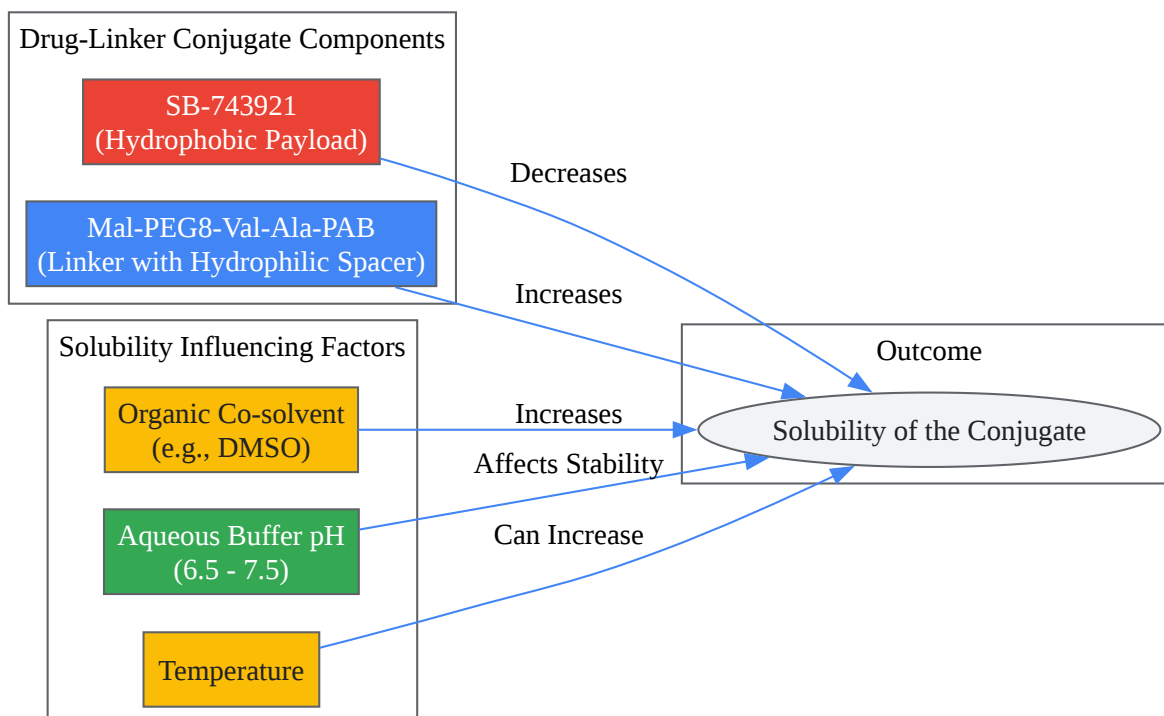 Drug-Linker Conjugate Components
SB-743921
(Hydrophobic Payload)
Mal-PEG8-Val-Ala-PAB
(Linker with Hydrophilic Spacer)
Solubility Influencing Factors
Organic Co-solvent
(e.g., DMSO)
Aqueous Buffer pH
(6.5 - 7.5)
Temperature
Decreases
Increases
Increases
Affects Stability
Can Increase
Outcome
Solubility of the Conjugate